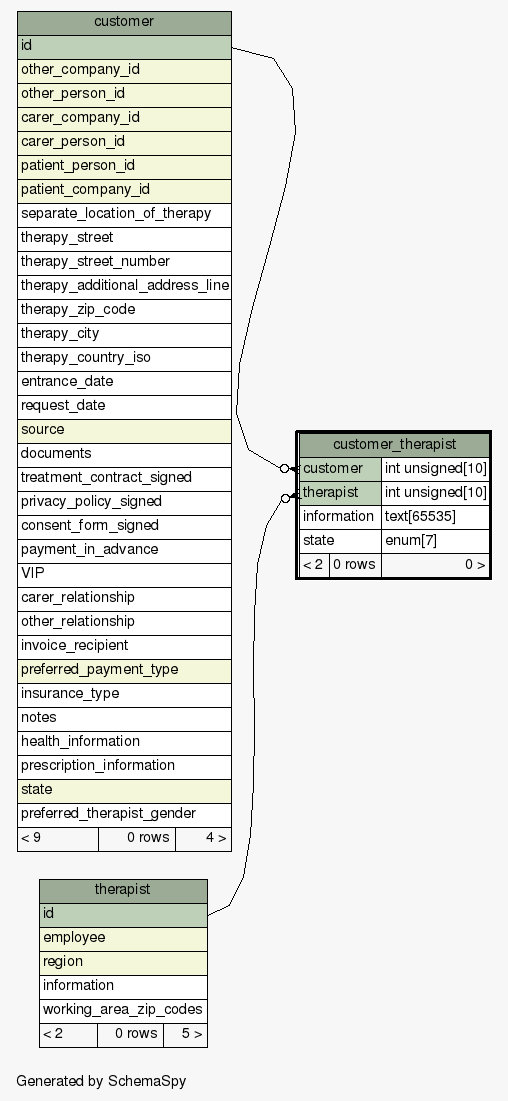 customer
id
other_company_id
other_person_id
carer_company_id
carer_person_id
patient_person_id
patient_company_id
separate_location_of_therapy
therapy_street
therapy_street_number
therapy_additional_address_line
therapy_zip_code
therapy_city
therapy_country_iso
entrance_date
request_date
source
documents
treatment_contract_signed
privacy_policy_signed
consent_form_signed
payment_in_advance
VIP
carer_relationship
other_relationship
invoice_recipient
preferred_payment_type
insurance_type
notes
health_information
prescription_information
state
preferred_therapist_gender
< 9 0 rows 4 >
customer_therapist
customer int unsigned[10]
therapist int unsigned[10]
information text[65535]
state enum[7]
< 2 0 rows 0 >
therapist
id
employee
region
information
working_area_zip_codes
< 2 0 rows 5 >
Generated by SchemaSpy